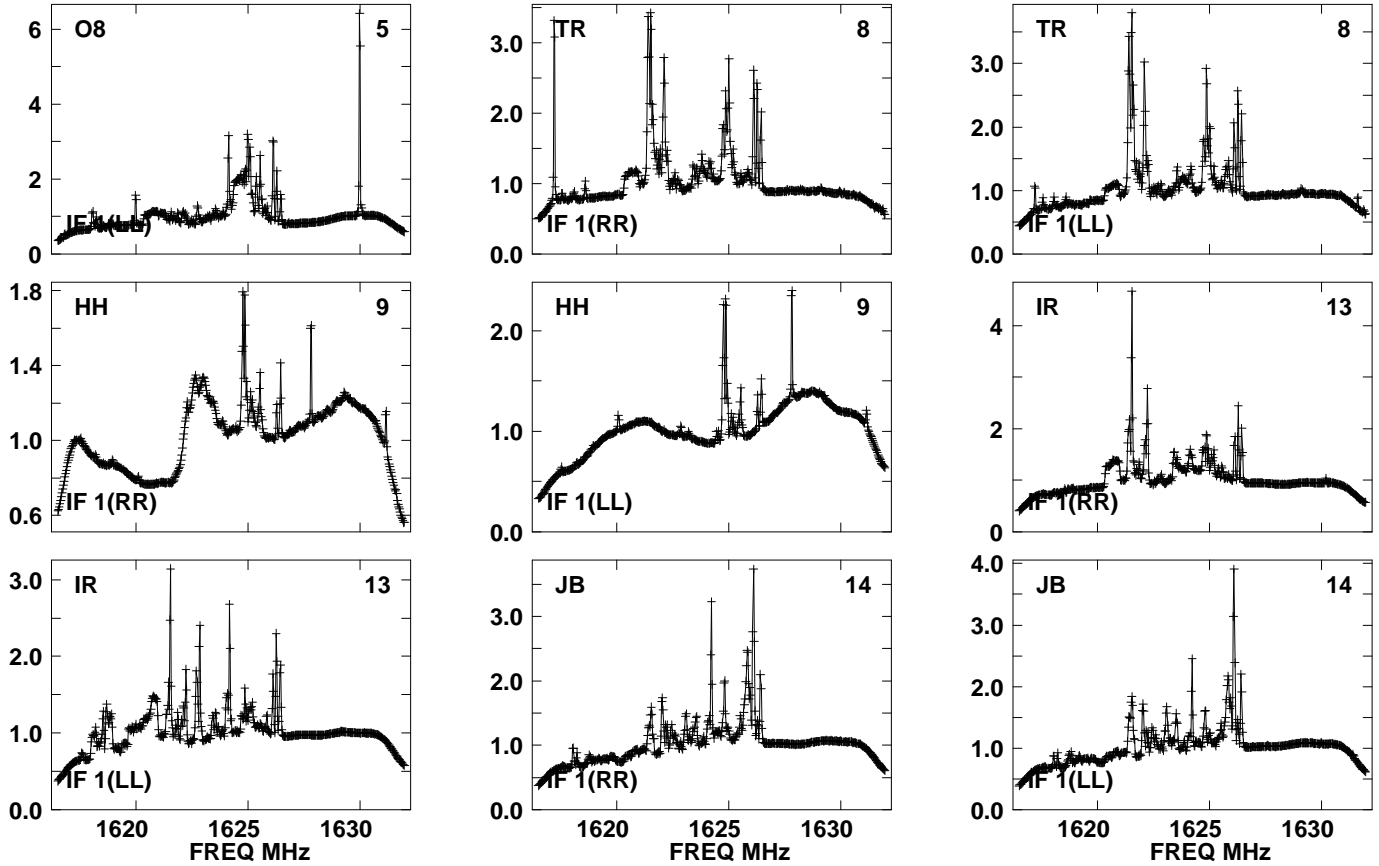 O8 5
6
4
2
0
IF 1(LL)
TR 8
3.0
2.0
1.0
0.0
IF 1(RR)
TR 8
3.0
2.0
1.0
0.0
IF 1(LL)
HH 9
1.8
1.4
1.0
0.6
IF 1(RR)
HH 9
2.0
1.0
0.0
IF 1(LL)
IR 13
4
2
0
IF 1(RR)
IR 13
3.0
2.0
1.0
0.0
IF 1(LL)
1620 1625 1630
FREQ MHz
JB 14
3.0
2.0
1.0
0.0
IF 1(RR)
1620 1625 1630
FREQ MHz
JB 14
4.0
3.0
2.0
1.0
0.0
IF 1(LL)
1620 1625 1630
FREQ MHz